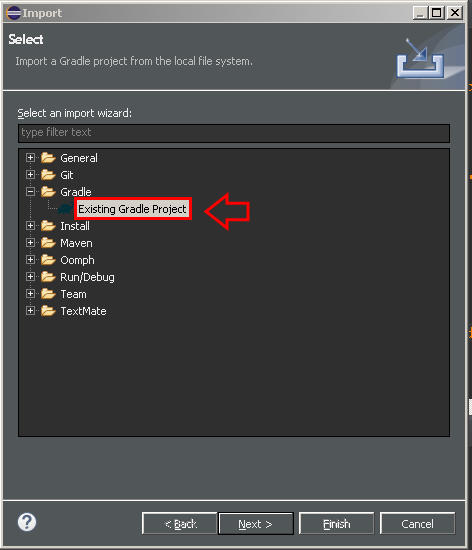 Import
Select
Import a Gradle project from the local file system.
Select an import wizard:
type filter text
General
Git
Gradle
Existing Gradle Project
Install
Maven
Oomph
Run/Debug
Team
TextMate
?
< Back
Next >
Finish
Cancel